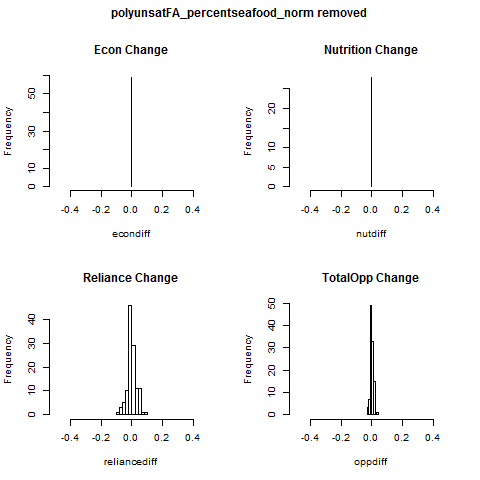 polyunsatFA_percentseafood_norm removed
Econ Change
Frequency
0 10 30 50
-0.4 -0.2 0.0 0.2 0.4
econdiff
Nutrition Change
Frequency
0 5 10 20
-0.4 -0.2 0.0 0.2 0.4
nutdiff
Reliance Change
Frequency
0 10 20 30 40
-0.4 -0.2 0.0 0.2 0.4
reliancediff
TotalOpp Change
Frequency
0 10 20 30 40 50
-0.4 -0.2 0.0 0.2 0.4
oppdiff